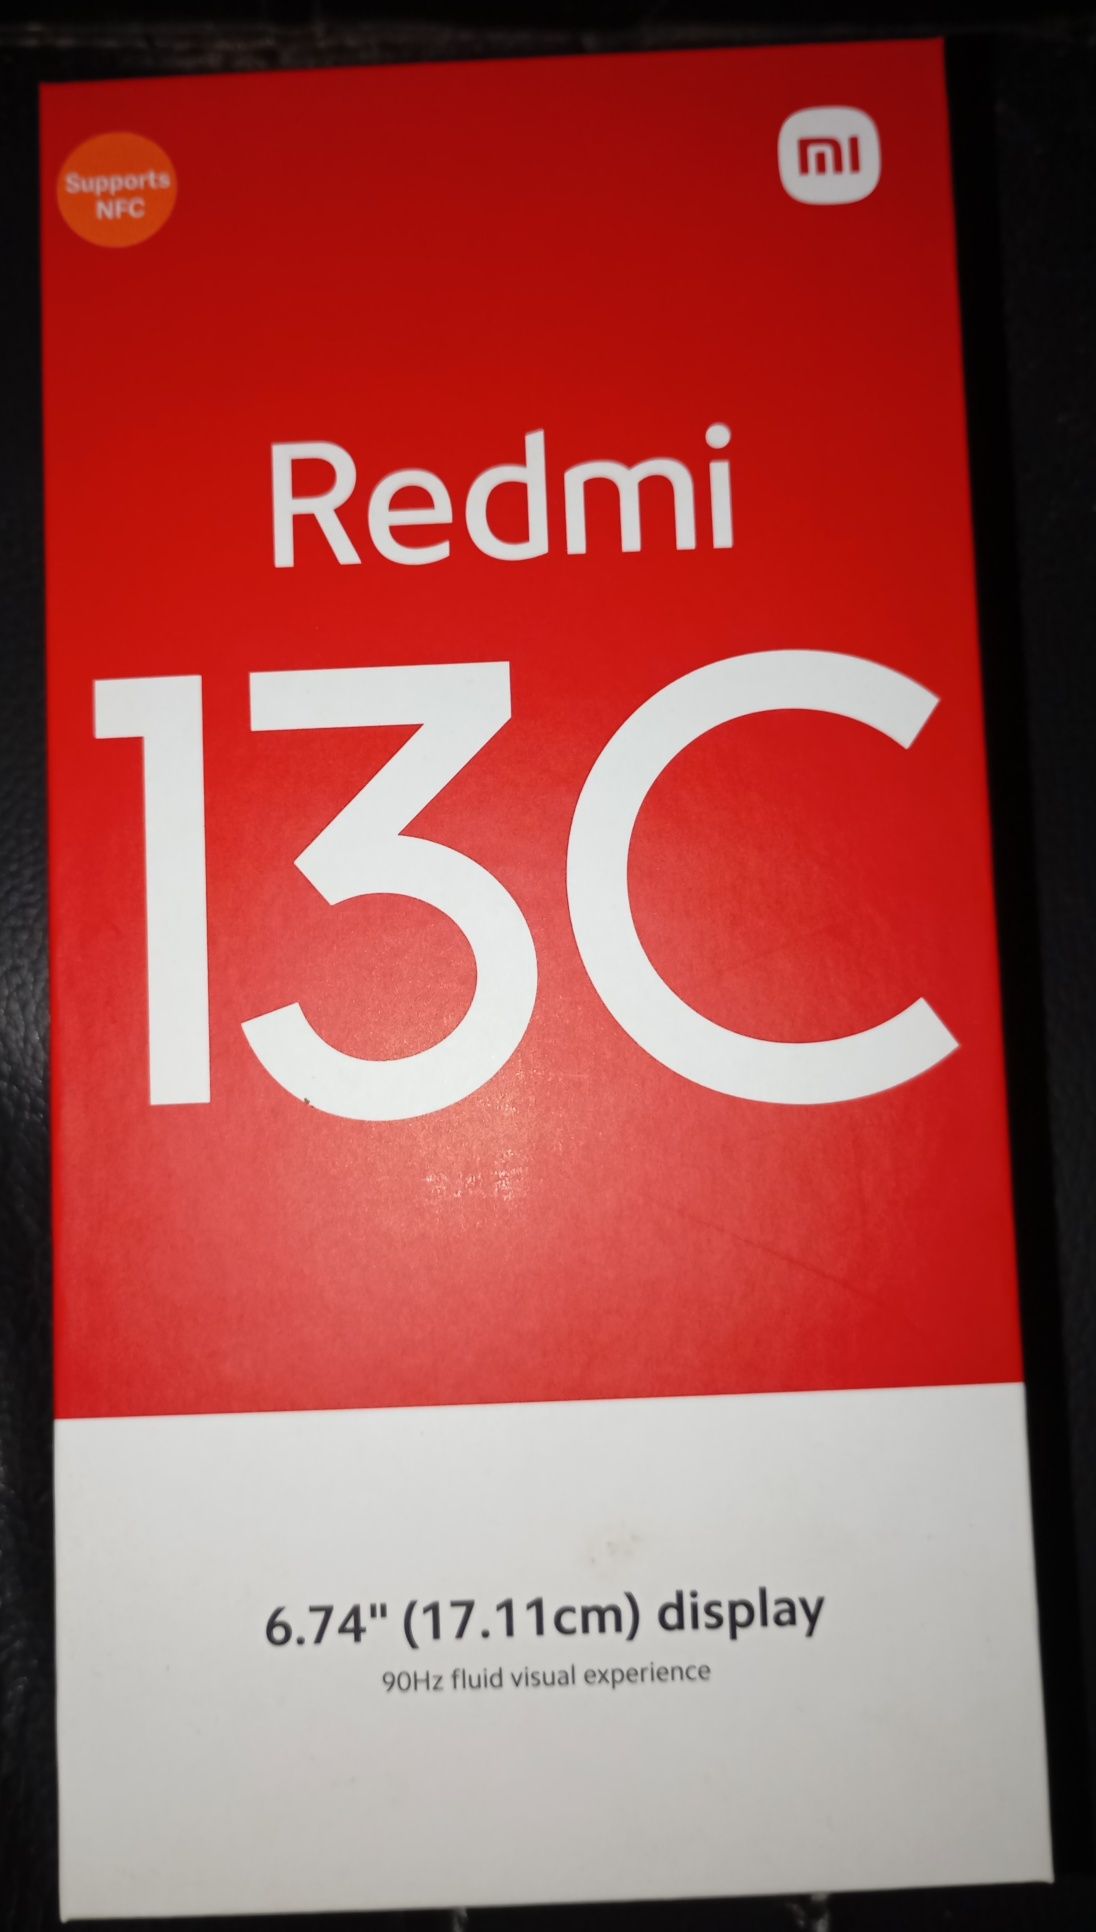 Supports
NFC
mi
Redmi
13C
6.74" (17.11cm) display
90Hz fluid visual experience